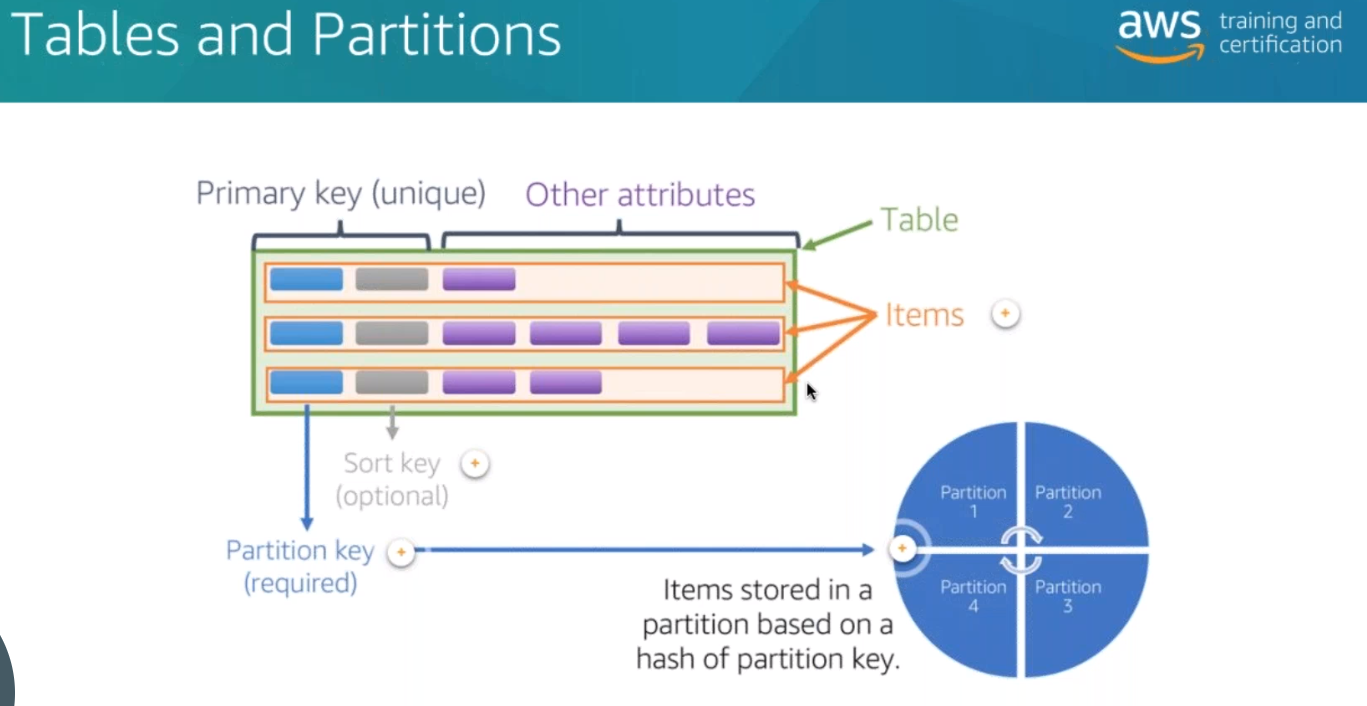 Tables and Partitions
aws training and
certification
Primary key (unique)
Other attributes
Table
Items
Sort key
(optional)
Partition key
(required)
Items stored in a
partition based on a
hash of partition key.
Partition
1
Partition
2
Partition
4
Partition
3